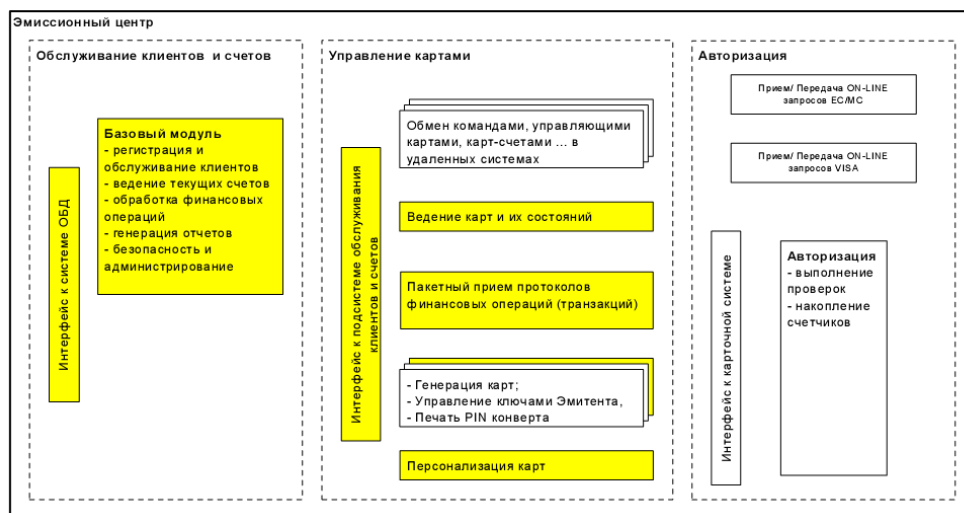 Эмиссионный центр
Обслуживание клиентов и счетов
Интерфейс к системе ОБД
Базовый модуль
- регистрация и
обслуживание клиентов
- ведение текущих счетов
- обработка финансовых
операций
- генерация отчетов
- безопасность и
администрирование
Управление картами
Интерфейс к подсистеме обслуживания
клиентов и счетов
Обмен командами, управляющими
картами, карт-счетами ... в
удаленных системах
Ведение карт и их состояний
Пакетный прием протоколов
финансовых операций (транзакций)
- Генерация карт;
- Управление ключами Эмитента,
- Печать PIN конверта
Персонализация карт
Авторизация
Прием/ Передача ON-LINE
запросов EC/MC
Прием/ Передача ON-LINE
запросов VISA
Интерфейс к карточной системе
Авторизация
- выполнение
проверок
- накопление
счетчиков